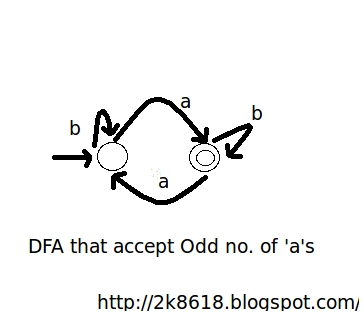 a
b
b
a
DFA that accept Odd no. of 'a's
http://2k8618.blogspot.com/